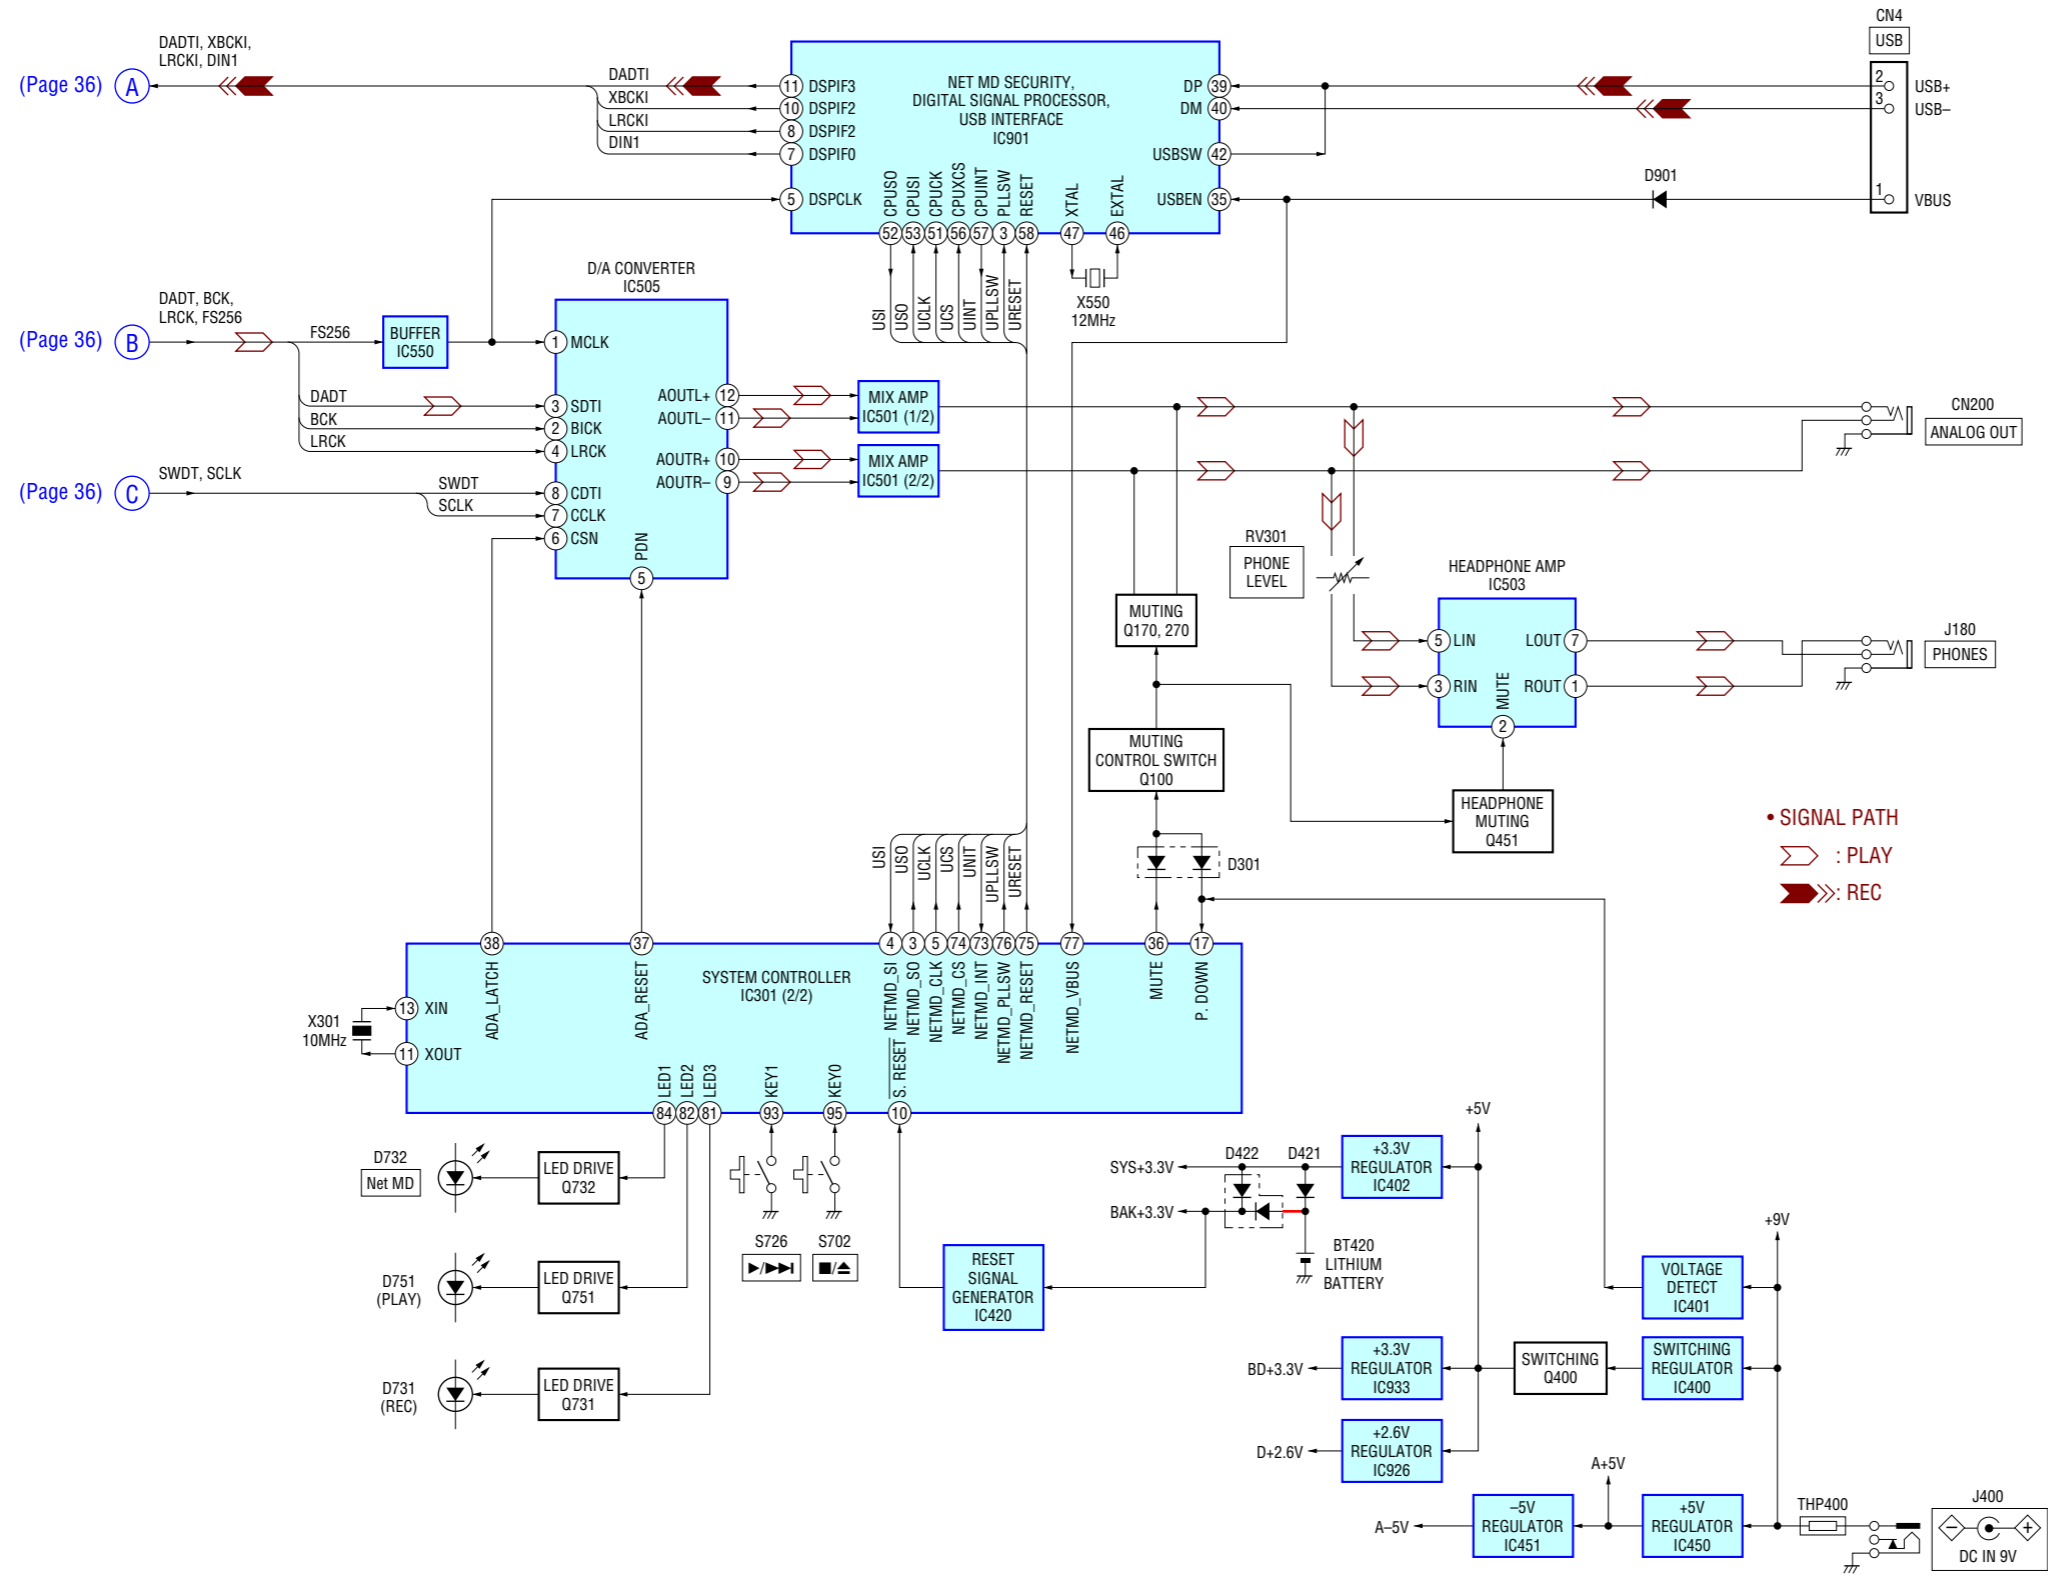 CN4
USB
DADTI, XBCKI,
LRCKI, DIN1
(Page 36) A
DADTI
XBCKI
LRCKI
DIN1
11 DSPIF3
10 DSPIF2
8 DSPIF2
7 DSPIF0
5 DSPCLK
NET MD SECURITY,
DIGITAL SIGNAL PROCESSOR,
USB INTERFACE
IC901
DP 39
DM 40
USBSW 42
USBEN 35
2 USB+
3 USB–
1 VBUS
D901
CPUSO
CPUSI
CPUCK
CPUXCS
CPUINT
PLLSW
RESET
XTAL
EXTAL
52 53 51 56 57 3 58 47 46
USI
USO
UCLK
UCS
UINT
UPLLSW
URESET
X550
12MHz
D/A CONVERTER
IC505
DADT, BCK,
LRCK, FS256
(Page 36) B
FS256
BUFFER
IC550
1 MCLK
DADT
BCK
LRCK
3 SDTI
2 BICK
4 LRCK
SWDT, SCLK
(Page 36) C
SWDT
SCLK
8 CDTI
7 CCLK
6 CSN
PDN
5
AOUTL+ 12
AOUTL– 11
AOUTR+ 10
AOUTR– 9
MIX AMP
IC501 (1/2)
MIX AMP
IC501 (2/2)
CN200
ANALOG OUT
RV301
PHONE
LEVEL
HEADPHONE AMP
IC503
5 LIN
3 RIN
LOUT 7
ROUT 1
MUTE
2
J180
PHONES
MUTING
Q170, 270
MUTING
CONTROL SWITCH
Q100
HEADPHONE
MUTING
Q451
D301
• SIGNAL PATH
: PLAY
: REC
USI
USO
UCLK
UCS
UNIT
UPLLSW
URESET
38 37 4 3 5 74 73 76 75 77 36 17
ADA_LATCH
ADA_RESET
SYSTEM CONTROLLER
IC301 (2/2)
NETMD_SI
NETMD_SO
NETMD_CLK
NETMD_CS
NETMD_INT
NETMD_PLLSW
NETMD_RESET
NETMD_VBUS
MUTE
P. DOWN
X301
10MHz
13 XIN
11 XOUT
LED1
LED2
LED3
KEY1
KEY0
S. RESET
84 82 81 93 95 10
D732
Net MD
LED DRIVE
Q732
D751
(PLAY)
LED DRIVE
Q751
D731
(REC)
LED DRIVE
Q731
S726
▶/▶▶I
S702
■/⏏
RESET
SIGNAL
GENERATOR
IC420
SYS+3.3V
BAK+3.3V
D422
D421
BT420
LITHIUM
BATTERY
+5V
+3.3V
REGULATOR
IC402
BD+3.3V
+3.3V
REGULATOR
IC933
D+2.6V
+2.6V
REGULATOR
IC926
SWITCHING
Q400
+9V
VOLTAGE
DETECT
IC401
SWITCHING
REGULATOR
IC400
A–5V
–5V
REGULATOR
IC451
A+5V
+5V
REGULATOR
IC450
THP400
J400
DC IN 9V